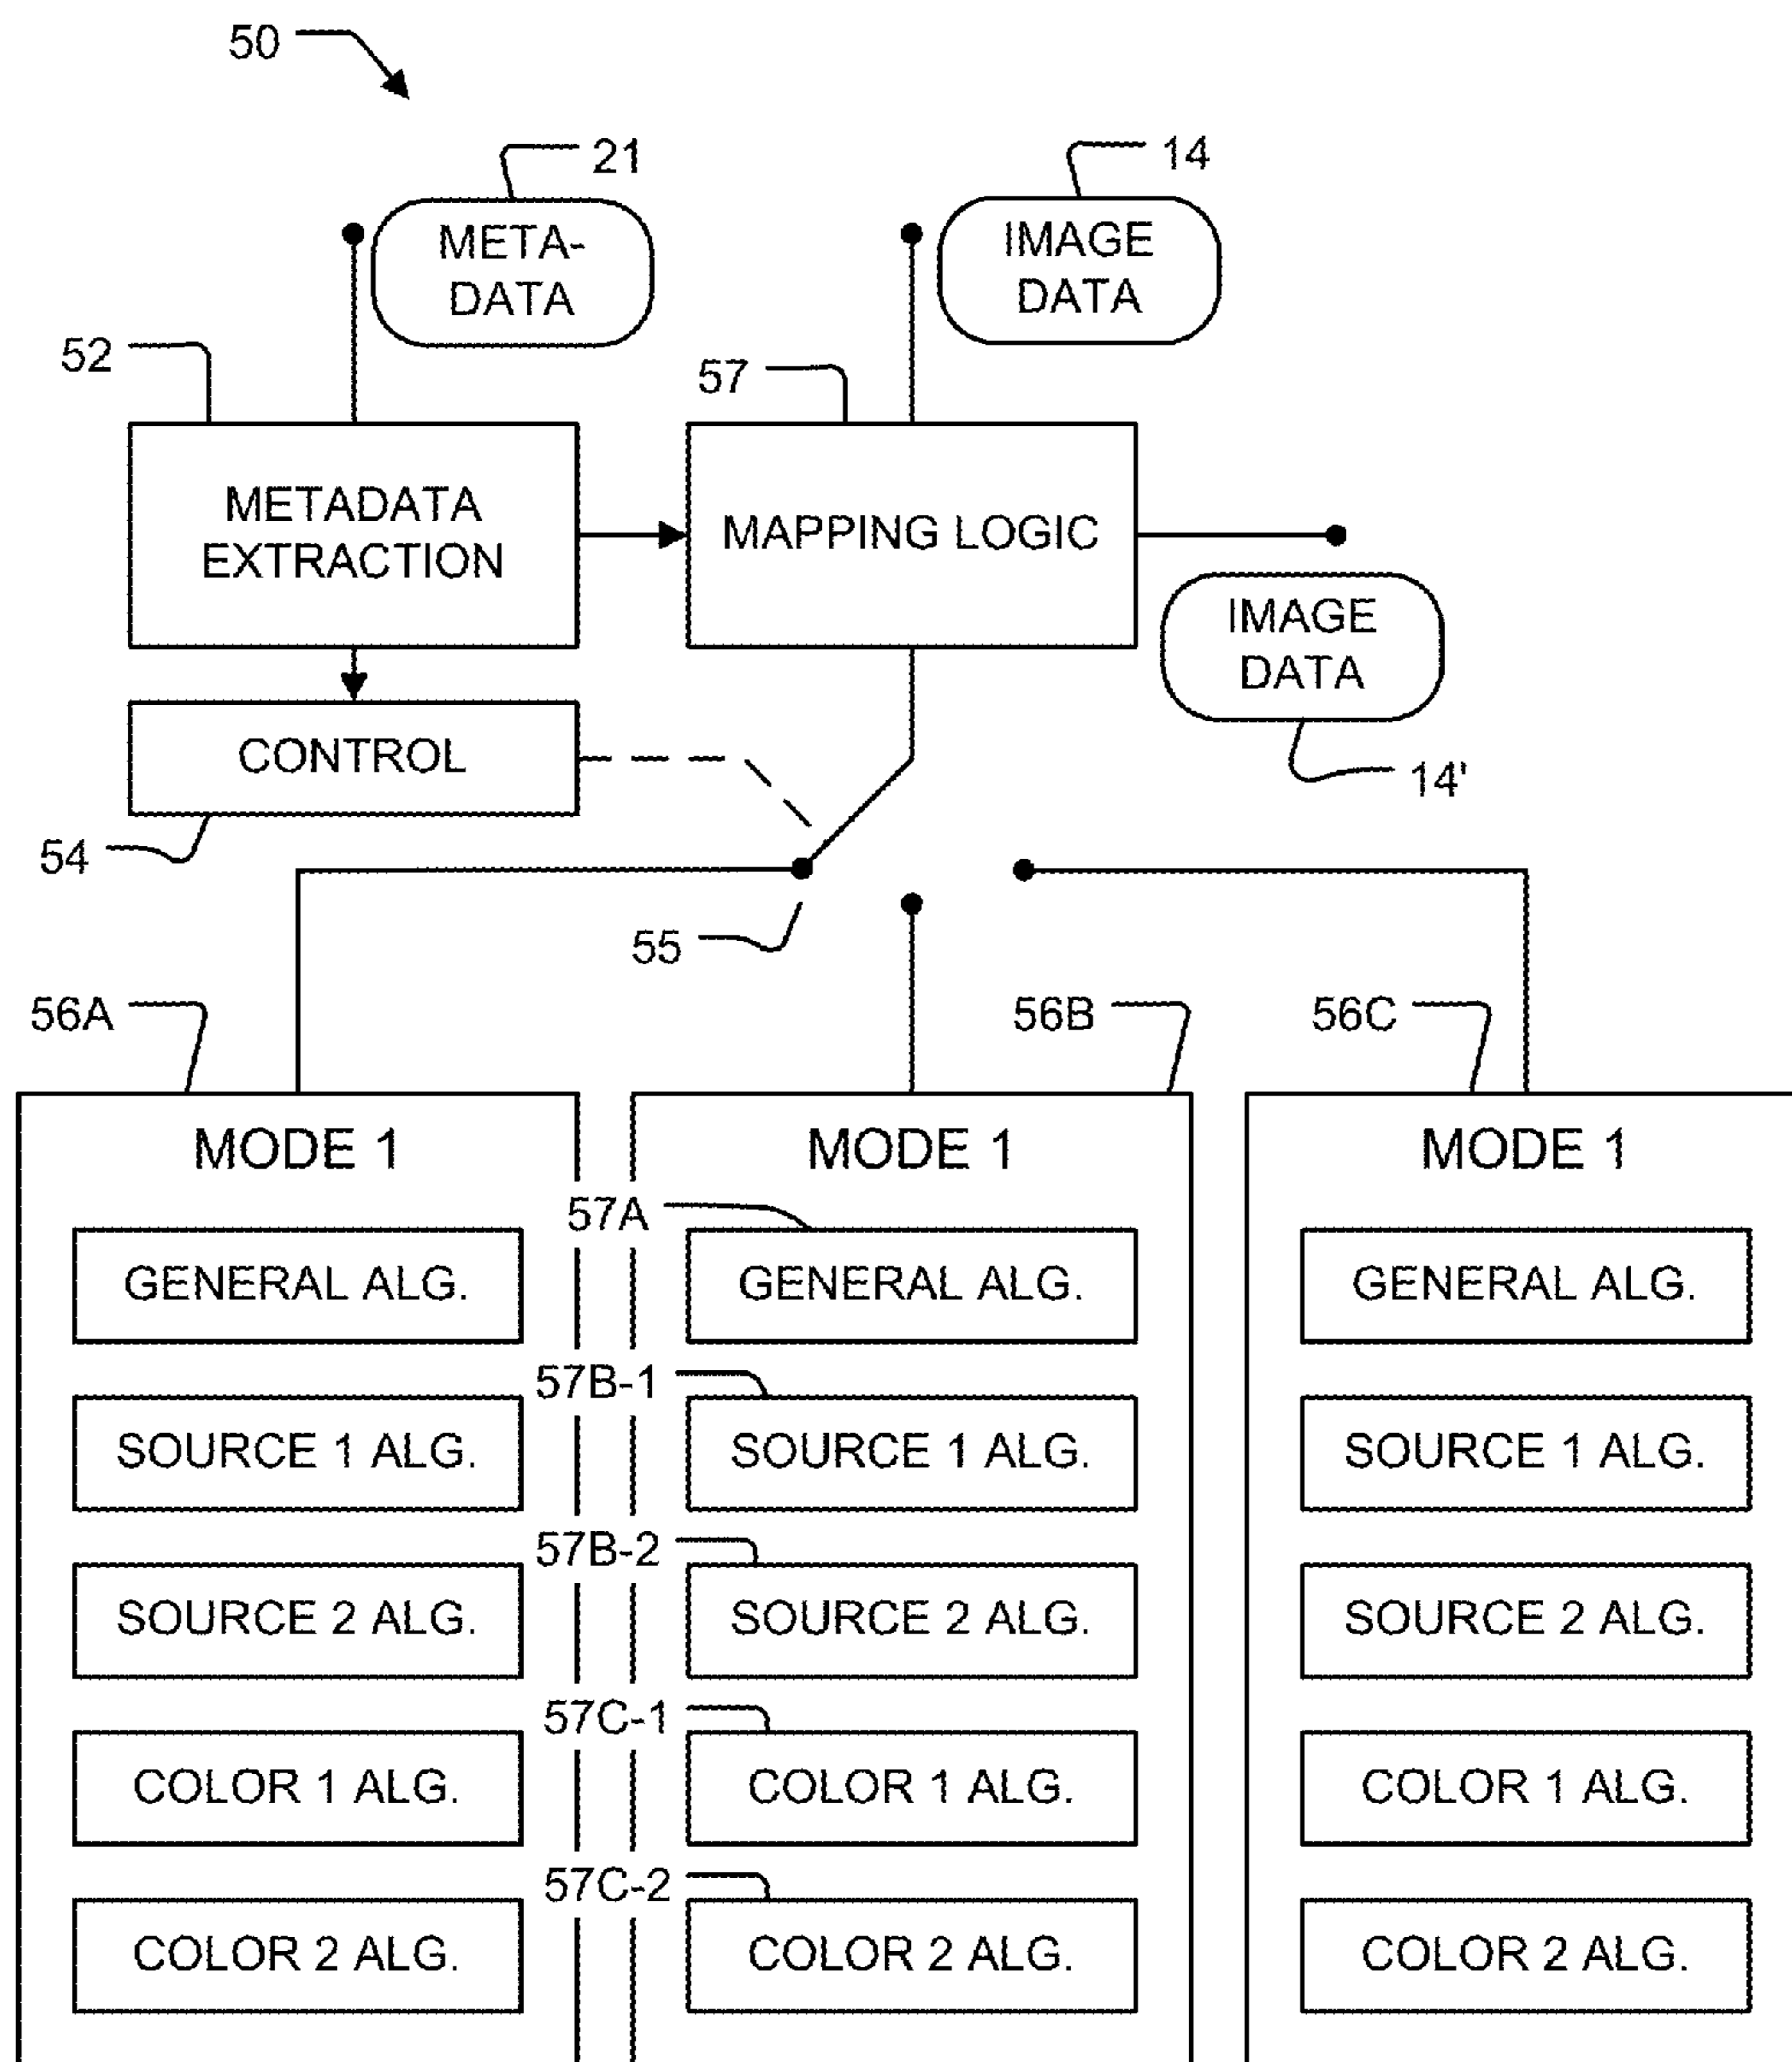 50
21
14
META-
DATA
IMAGE
DATA
52
57
METADATA
EXTRACTION
MAPPING LOGIC
IMAGE
DATA
14'
CONTROL
54
55
56A
56B
56C
MODE 1
MODE 1
MODE 1
57A
GENERAL ALG.
GENERAL ALG.
GENERAL ALG.
57B-1
SOURCE 1 ALG.
SOURCE 1 ALG.
SOURCE 1 ALG.
57B-2
SOURCE 2 ALG.
SOURCE 2 ALG.
SOURCE 2 ALG.
57C-1
COLOR 1 ALG.
COLOR 1 ALG.
COLOR 1 ALG.
57C-2
COLOR 2 ALG.
COLOR 2 ALG.
COLOR 2 ALG.